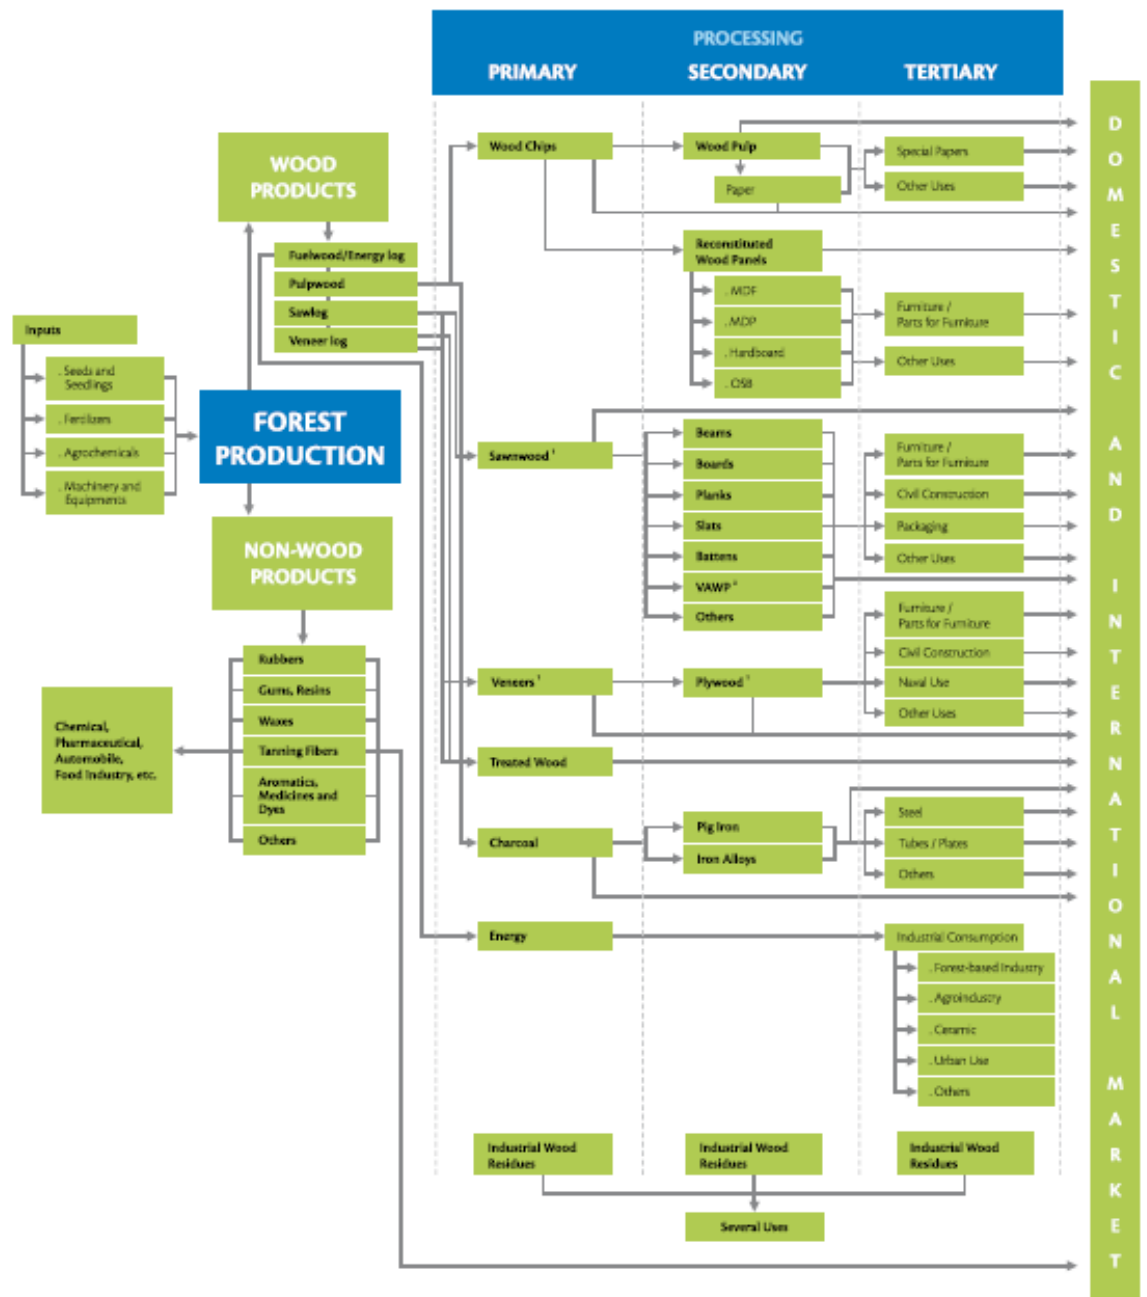 PROCESSING
PRIMARY
SECONDARY
TERTIARY
WOOD
PRODUCTS
Fuelwood/Energy log
Pulpwood
Sawlog
Veneer log
Inputs
. Seeds and
Seedlings
. Fertilizers
. Agrochemicals
. Machinery and
Equipments
FOREST
PRODUCTION
NON-WOOD
PRODUCTS
Rubbers
Gums, Resins
Waxes
Tanning Fibers
Aromatics,
Medicines and
Dyes
Others
Chemical,
Pharmaceutical,
Automobile,
Food Industry, etc.
Wood Chips
Wood Pulp
Paper
Special Papers
Other Uses
Reconstituted
Wood Panels
. MDF
. MDP
. Hardboard
. OSB
Furniture /
Parts for Furniture
Other Uses
Sawnwood ¹
Beams
Boards
Planks
Slats
Battens
VAWP ²
Others
Furniture /
Parts for Furniture
Civil Construction
Packaging
Other Uses
Veneers ¹
Plywood ¹
Furniture /
Parts for Furniture
Civil Construction
Naval Use
Other Uses
Treated Wood
Charcoal
Pig Iron
Iron Alloys
Steel
Tubes / Plates
Others
Energy
Industrial Consumption
. Forest-based Industry
. Agroindustry
. Ceramic
. Urban Use
. Others
Industrial Wood
Residues
Industrial Wood
Residues
Industrial Wood
Residues
Several Uses
DOMESTIC AND INTERNATIONAL MARKET